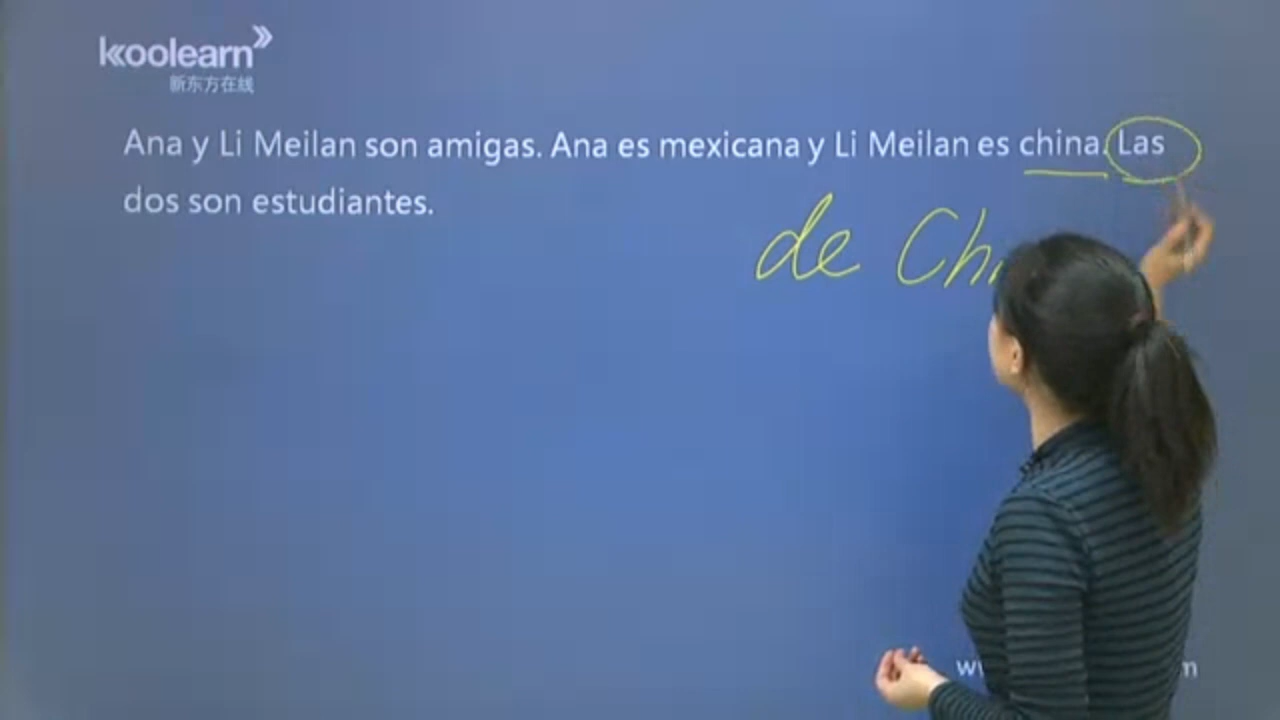 koolearn
新东方在线
Ana y Li Meilan son amigas. Ana es mexicana y Li Meilan es china. Las
dos son estudiantes.
de